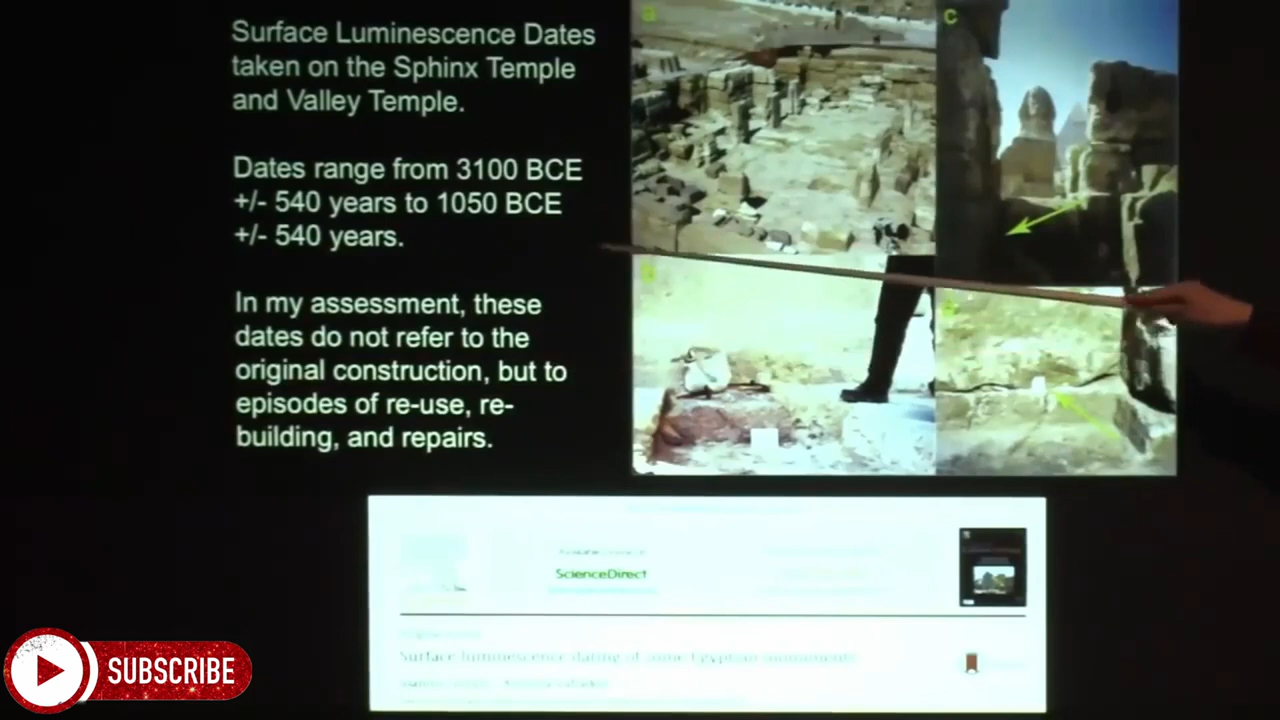 Surface Luminescence Dates
taken on the Sphinx Temple
and Valley Temple.
Dates range from 3100 BCE
+/- 540 years to 1050 BCE
+/- 540 years.
In my assessment, these
dates do not refer to the
original construction, but to
episodes of re-use, re-
building, and repairs.
a
c
ScienceDirect
Surface luminescence dating of some Egyptian monuments
SUBSCRIBE